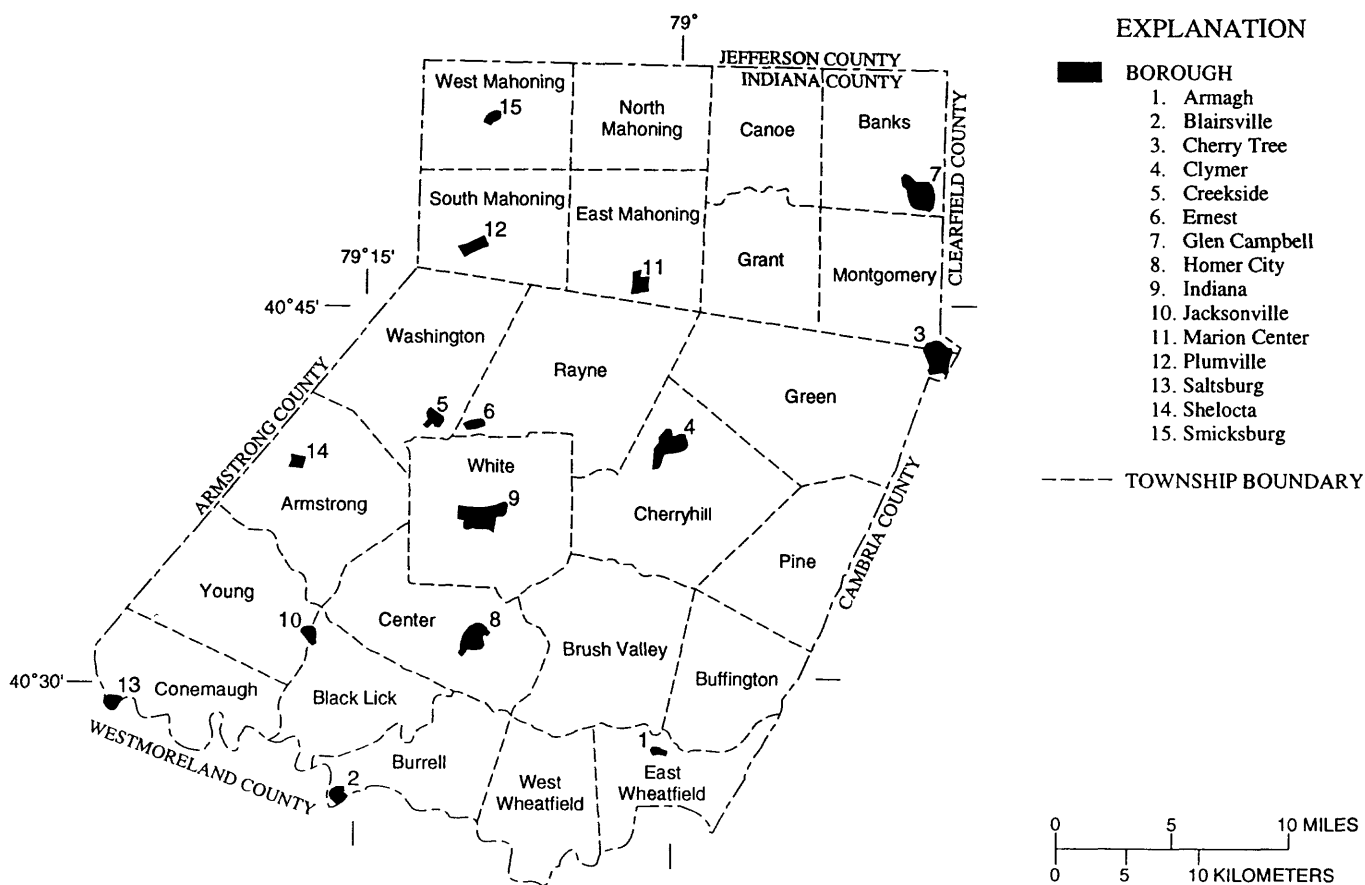 79°
JEFFERSON COUNTY
INDIANA COUNTY
West Mahoning
15
North
Mahoning
Canoe
Banks
7
CLEARFIELD COUNTY
South Mahoning
12
East Mahoning
11
Grant
Montgomery
79°15'
40°45'
3
Washington
Rayne
Green
ARMSTRONG COUNTY
5
6
4
14
White
9
Armstrong
Cherryhill
Pine
CAMBRIA COUNTY
Young
10
Center
8
Brush Valley
Buffington
40°30'
13
Conemaugh
Black Lick
WESTMORELAND COUNTY
2
Burrell
West
Wheatfield
1
East
Wheatfield
EXPLANATION
BOROUGH
1. Armagh
2. Blairsville
3. Cherry Tree
4. Clymer
5. Creekside
6. Ernest
7. Glen Campbell
8. Homer City
9. Indiana
10. Jacksonville
11. Marion Center
12. Plumville
13. Saltsburg
14. Shelocta
15. Smicksburg
TOWNSHIP BOUNDARY
0 5 10 MILES
0 5 10 KILOMETERS